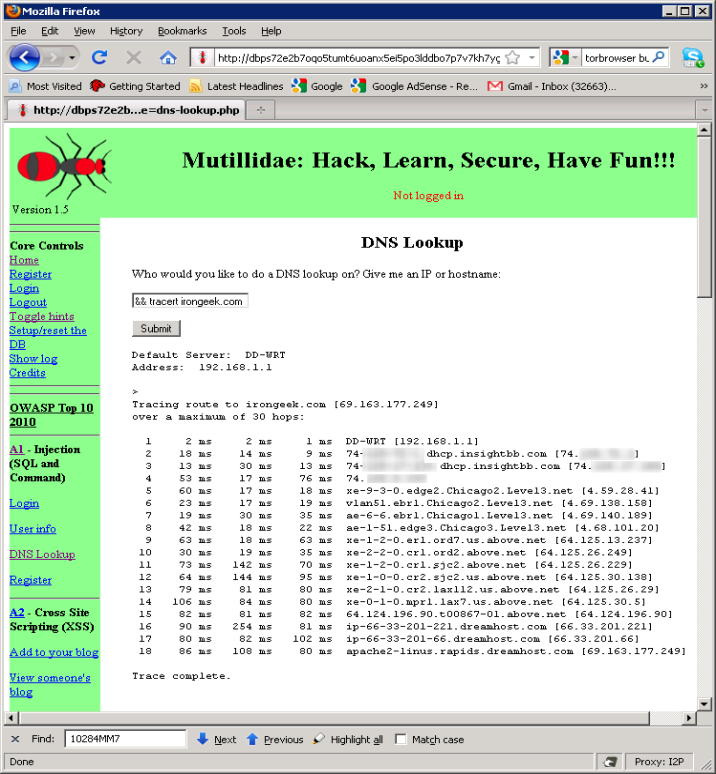 Mozilla Firefox
File Edit View History Bookmarks Tools Help
http://dbps72e2b7oqo5tumt6uoanx5ei5po3lddbo7p7v7kh7yg
torbrowser bu
Most Visited Getting Started Latest Headlines Google Google AdSense - Re... Gmail - Inbox (32663)... »
http://dbps72e2b...e=dns-lookup.php
Mutillidae: Hack, Learn, Secure, Have Fun!!!
Not logged in
Version 1.5
Core Controls
Home
Register
Login
Logout
Toggle hints
Setup/reset the
DB
Show log
Credits
OWASP Top 10
2010
A1 - Injection
(SQL and
Command)
Login
User info
DNS Lookup
Register
A2 - Cross Site
Scripting (XSS)
Add to your blog
View someone's
blog
DNS Lookup
Who would you like to do a DNS lookup on? Give me an IP or hostname:
&& tracert irongeek.com
Submit
Default Server: DD-WRT
Address: 192.168.1.1
>
Tracing route to irongeek.com [69.163.177.249]
over a maximum of 30 hops:
1 2 ms 2 ms 1 ms DD-WRT [192.168.1.1]
2 18 ms 14 ms 9 ms 74- dhcp.insightbb.com [74. ]
3 13 ms 30 ms 13 ms 74- dhcp.insightbb.com [74. ]
4 53 ms 17 ms 76 ms 74.
5 60 ms 17 ms 18 ms xe-9-3-0.edge2.Chicago2.Level3.net [4.59.28.41]
6 23 ms 17 ms 19 ms vlan51.ebr1.Chicago2.Level3.net [4.69.138.158]
7 19 ms 30 ms 35 ms ae-6-6.ebr1.Chicago1.Level3.net [4.69.140.189]
8 42 ms 18 ms 22 ms ae-1-51.edge3.Chicago3.Level3.net [4.68.101.20]
9 63 ms 18 ms 63 ms xe-1-2-0.er1.ord7.us.above.net [64.125.13.237]
10 30 ms 19 ms 35 ms xe-2-2-0.cr1.ord2.above.net [64.125.26.249]
11 73 ms 142 ms 70 ms xe-1-2-0.cr1.sjc2.above.net [64.125.26.229]
12 64 ms 144 ms 95 ms xe-1-0-0.cr2.sjc2.us.above.net [64.125.30.138]
13 79 ms 81 ms 80 ms xe-2-1-0.cr2.lax112.us.above.net [64.125.26.29]
14 106 ms 84 ms 80 ms xe-0-1-0.mpr1.lax7.us.above.net [64.125.30.5]
15 82 ms 81 ms 82 ms 64.124.196.90.t00867-01.above.net [64.124.196.90]
16 90 ms 254 ms 81 ms ip-66-33-201-221.dreamhost.com [66.33.201.221]
17 80 ms 82 ms 102 ms ip-66-33-201-66.dreamhost.com [66.33.201.66]
18 86 ms 108 ms 80 ms apache2-linus.rapids.dreamhost.com [69.163.177.249]
Trace complete.
Find: 10284MM7 Next Previous Highlight all Match case
Done Proxy: I2P